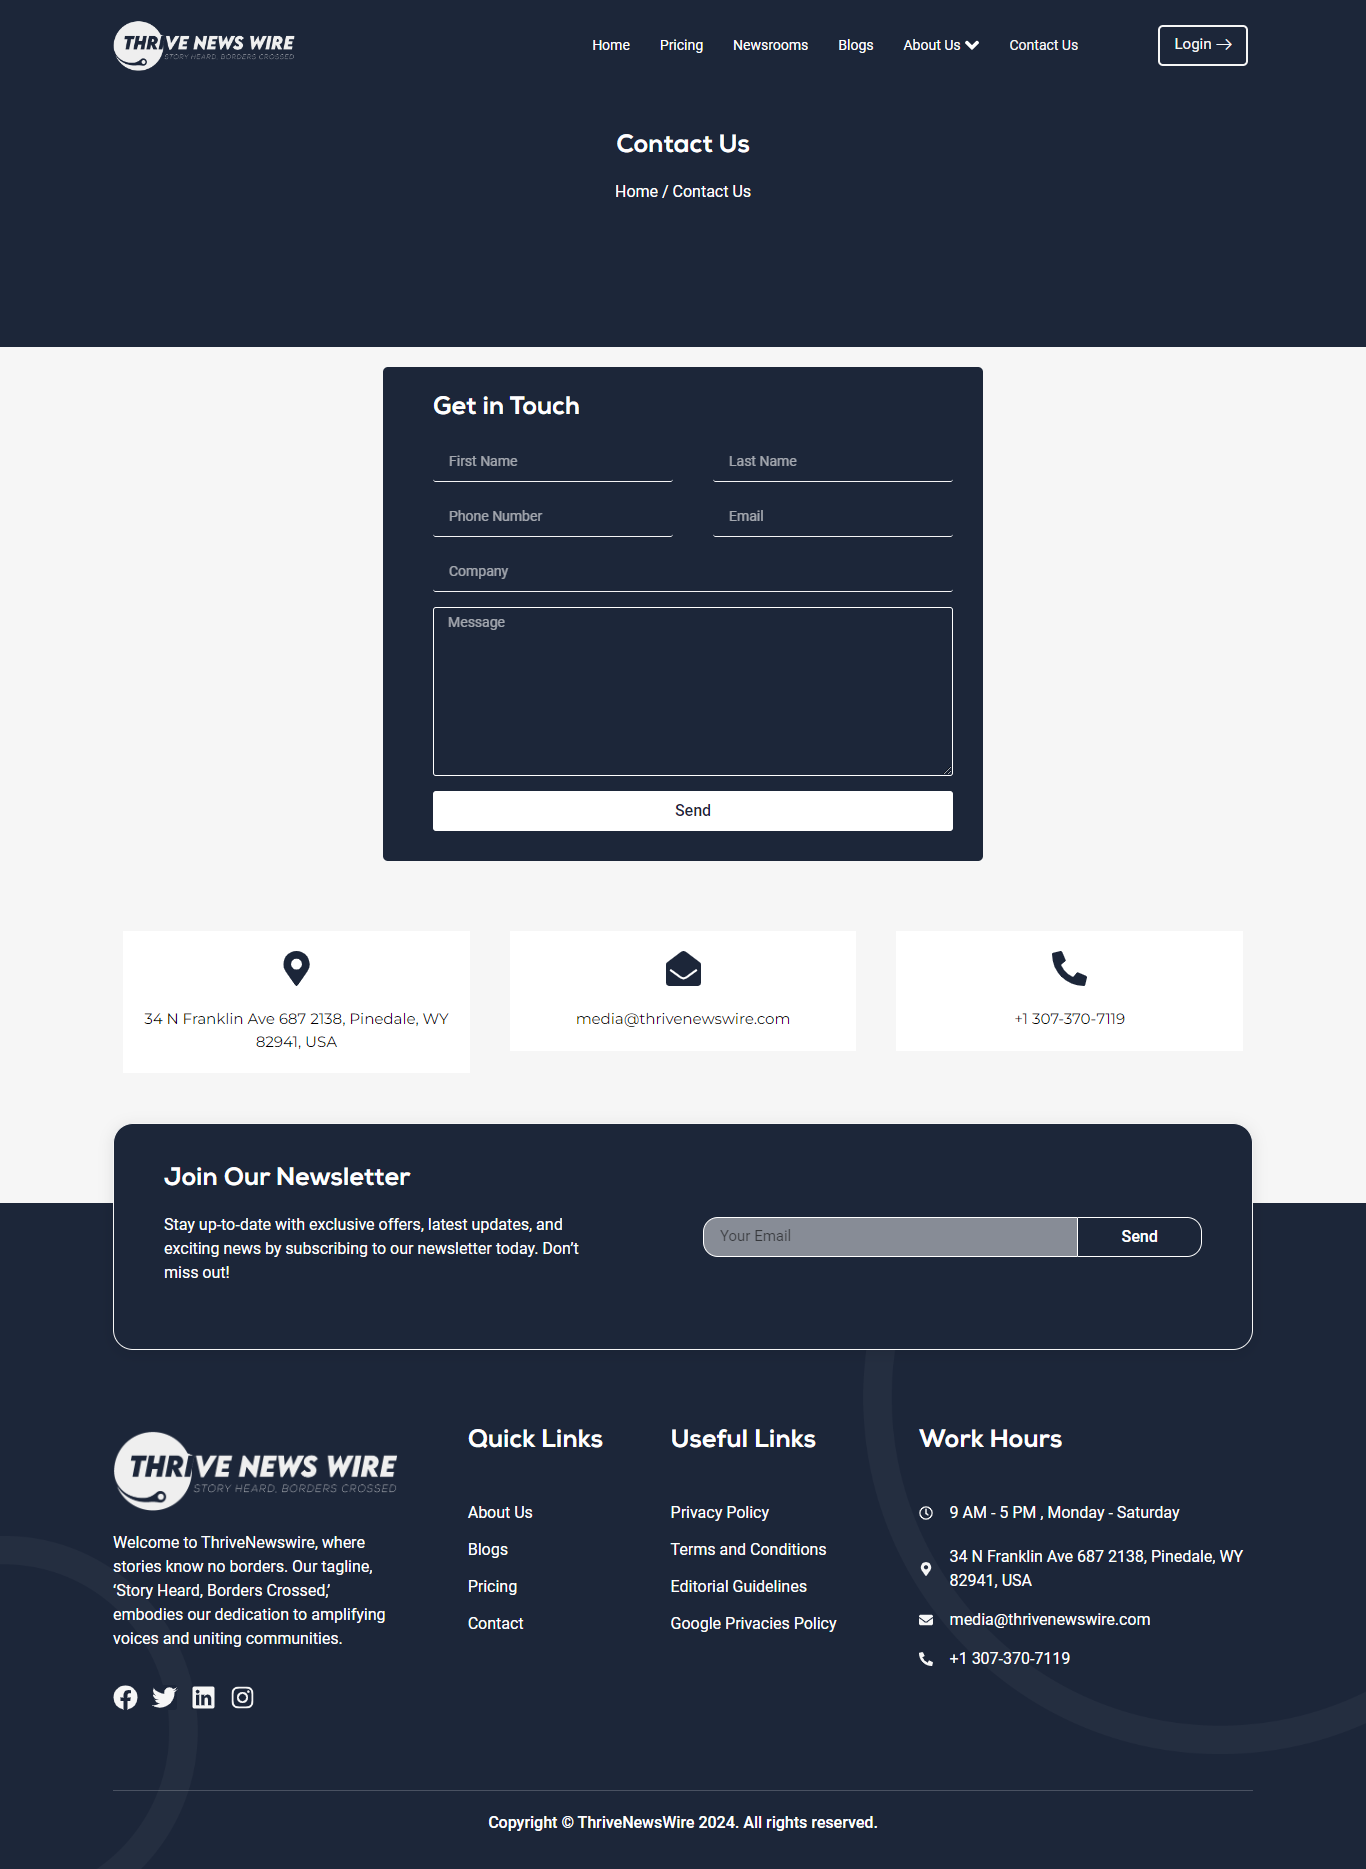 THRIVE NEWS WIRE
STORY HEARD, BORDERS CROSSED
Home
Pricing
Newsrooms
Blogs
About Us
Contact Us
Login
Contact Us
Home / Contact Us
Get in Touch
First Name
Last Name
Phone Number
Email
Company
Message
Send
34 N Franklin Ave 687 2138, Pinedale, WY
82941, USA
media@thrivenewswire.com
+1 307-370-7119
Join Our Newsletter
Stay up-to-date with exclusive offers, latest updates, and
exciting news by subscribing to our newsletter today. Don’t
miss out!
Your Email
Send
THRIVE NEWS WIRE
STORY HEARD, BORDERS CROSSED
Welcome to ThriveNewswire, where
stories know no borders. Our tagline,
‘Story Heard, Borders Crossed,’
embodies our dedication to amplifying
voices and uniting communities.
Quick Links
About Us
Blogs
Pricing
Contact
Useful Links
Privacy Policy
Terms and Conditions
Editorial Guidelines
Google Privacies Policy
Work Hours
9 AM - 5 PM , Monday - Saturday
34 N Franklin Ave 687 2138, Pinedale, WY
82941, USA
media@thrivenewswire.com
+1 307-370-7119
Copyright © ThriveNewsWire 2024. All rights reserved.